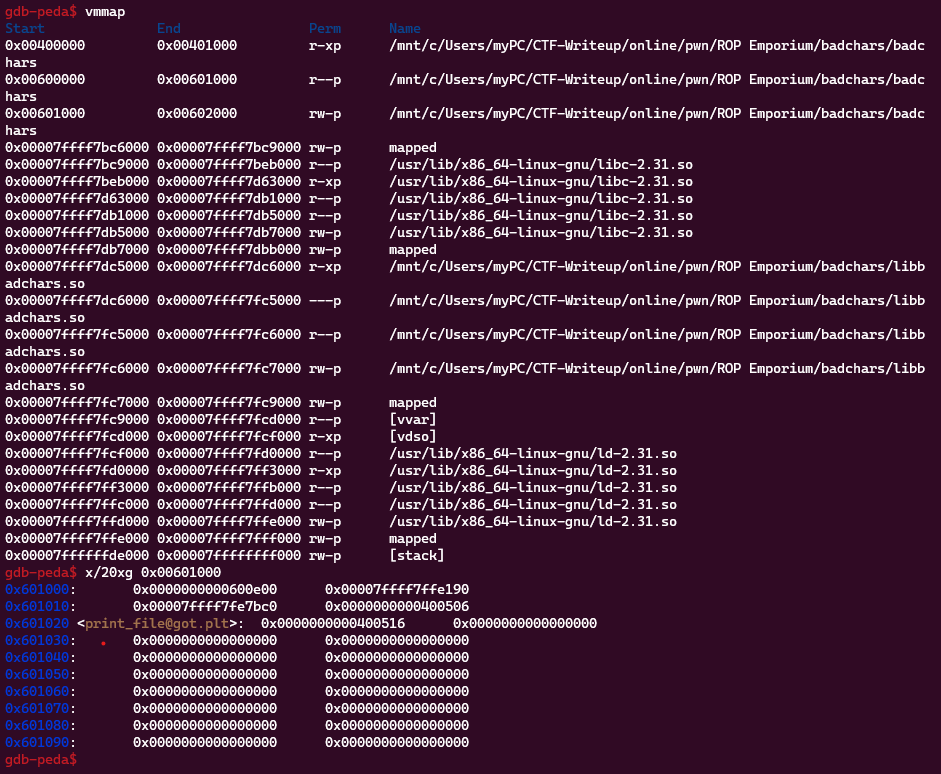 gdb-peda$ vmmap
Start End Perm Name
0x00400000 0x00401000 r-xp /mnt/c/Users/myPC/CTF-Writeup/online/pwn/ROP Emporium/badchars/badc
hars
0x00600000 0x00601000 r--p /mnt/c/Users/myPC/CTF-Writeup/online/pwn/ROP Emporium/badchars/badc
hars
0x00601000 0x00602000 rw-p /mnt/c/Users/myPC/CTF-Writeup/online/pwn/ROP Emporium/badchars/badc
hars
0x00007ffff7bc6000 0x00007ffff7bc9000 rw-p mapped
0x00007ffff7bc9000 0x00007ffff7beb000 r--p /usr/lib/x86_64-linux-gnu/libc-2.31.so
0x00007ffff7beb000 0x00007ffff7d63000 r-xp /usr/lib/x86_64-linux-gnu/libc-2.31.so
0x00007ffff7d63000 0x00007ffff7db1000 r--p /usr/lib/x86_64-linux-gnu/libc-2.31.so
0x00007ffff7db1000 0x00007ffff7db5000 r--p /usr/lib/x86_64-linux-gnu/libc-2.31.so
0x00007ffff7db5000 0x00007ffff7db7000 rw-p /usr/lib/x86_64-linux-gnu/libc-2.31.so
0x00007ffff7db7000 0x00007ffff7dbb000 rw-p mapped
0x00007ffff7dc5000 0x00007ffff7dc6000 r-xp /mnt/c/Users/myPC/CTF-Writeup/online/pwn/ROP Emporium/badchars/libb
adchars.so
0x00007ffff7dc6000 0x00007ffff7fc5000 ---p /mnt/c/Users/myPC/CTF-Writeup/online/pwn/ROP Emporium/badchars/libb
adchars.so
0x00007ffff7fc5000 0x00007ffff7fc6000 r--p /mnt/c/Users/myPC/CTF-Writeup/online/pwn/ROP Emporium/badchars/libb
adchars.so
0x00007ffff7fc6000 0x00007ffff7fc7000 rw-p /mnt/c/Users/myPC/CTF-Writeup/online/pwn/ROP Emporium/badchars/libb
adchars.so
0x00007ffff7fc7000 0x00007ffff7fc9000 rw-p mapped
0x00007ffff7fc9000 0x00007ffff7fcd000 r--p [vvar]
0x00007ffff7fcd000 0x00007ffff7fcf000 r-xp [vdso]
0x00007ffff7fcf000 0x00007ffff7fd0000 r--p /usr/lib/x86_64-linux-gnu/ld-2.31.so
0x00007ffff7fd0000 0x00007ffff7ff3000 r-xp /usr/lib/x86_64-linux-gnu/ld-2.31.so
0x00007ffff7ff3000 0x00007ffff7ffb000 r--p /usr/lib/x86_64-linux-gnu/ld-2.31.so
0x00007ffff7ffc000 0x00007ffff7ffd000 r--p /usr/lib/x86_64-linux-gnu/ld-2.31.so
0x00007ffff7ffd000 0x00007ffff7ffe000 rw-p /usr/lib/x86_64-linux-gnu/ld-2.31.so
0x00007ffff7ffe000 0x00007ffff7fff000 rw-p mapped
0x00007ffffffde000 0x00007ffffffff000 rw-p [stack]
gdb-peda$ x/20xg 0x00601000
0x601000: 0x0000000000600e00 0x00007ffff7ffe190
0x601010: 0x00007ffff7fe7bc0 0x0000000000400506
0x601020 <print_file@got.plt>: 0x0000000000400516 0x0000000000000000
0x601030: 0x0000000000000000 0x0000000000000000
0x601040: 0x0000000000000000 0x0000000000000000
0x601050: 0x0000000000000000 0x0000000000000000
0x601060: 0x0000000000000000 0x0000000000000000
0x601070: 0x0000000000000000 0x0000000000000000
0x601080: 0x0000000000000000 0x0000000000000000
0x601090: 0x0000000000000000 0x0000000000000000
gdb-peda$